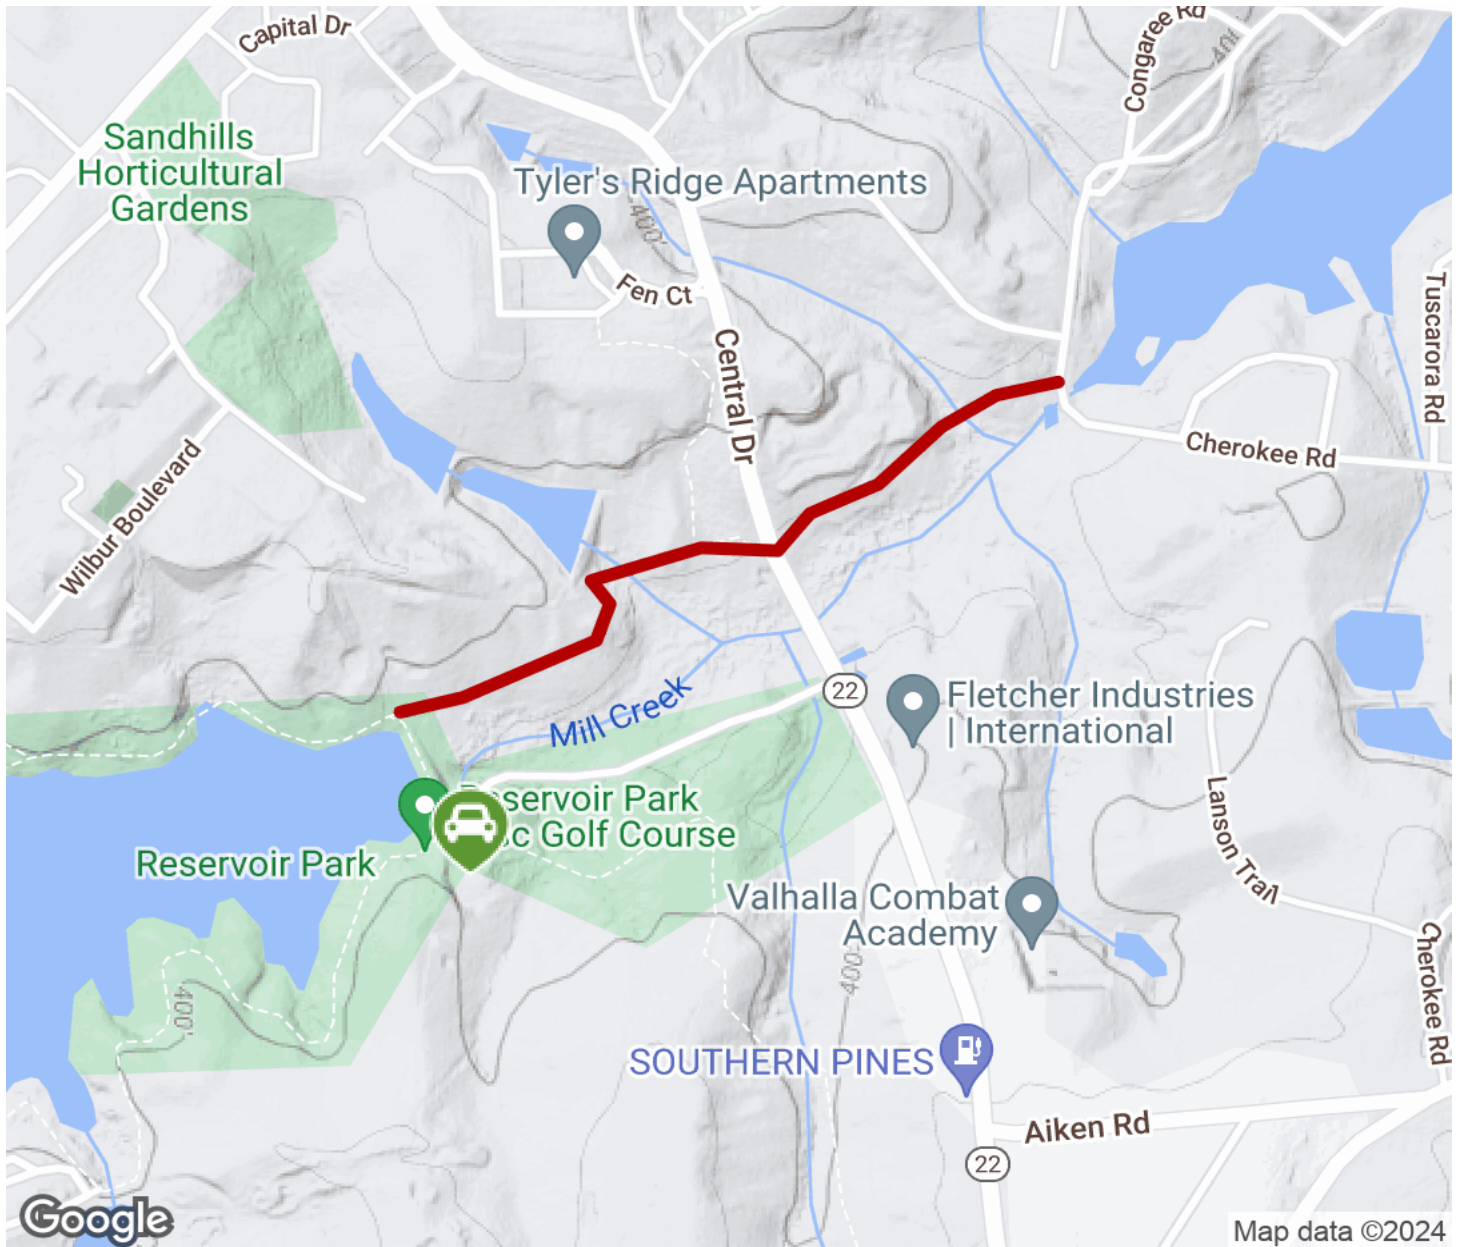 Capital Dr
Congaree Rd
400'
Sandhills
Horticultural
Gardens
Tyler's Ridge Apartments
400'
Fen Ct
Tuscarora Rd
Central Dr
Cherokee Rd
Wilbur Boulevard
22
Fletcher Industries
| International
Mill Creek
Reservoir Park
sc Golf Course
Reservoir Park
Lanson Trail
Valhalla Combat
Academy
Cherokee Rd
400
400'
SOUTHERN PINES
Aiken Rd
22
Google
Map data ©2024